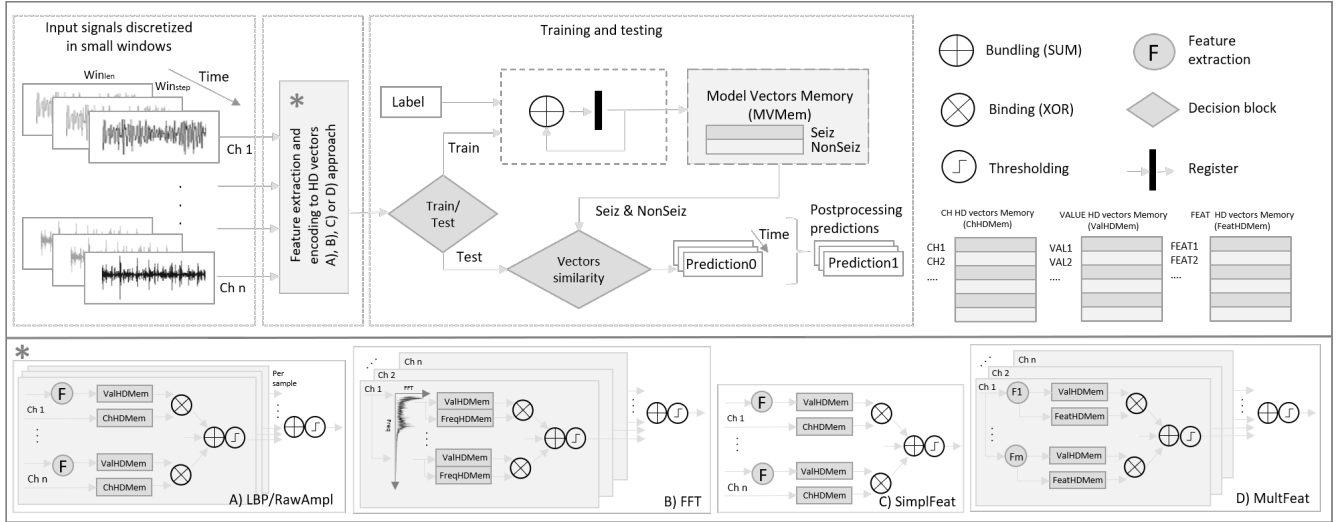 Input signals discretized
in small windows
Winlen
Winstep
Time
Ch 1
Ch n
*
Feature extraction and
encoding to HD vectors
A), B), C) or D) approach
Training and testing
Label
Train
Train/
Test
Test
Model Vectors Memory
(MVMem)
Seiz
NonSeiz
Seiz & NonSeiz
Vectors
similarity
Time
Prediction0
Postprocessing
predictions
Prediction1
Bundling (SUM)
F
Feature
extraction
Binding (XOR)
Decision block
Thresholding
Register
CH HD vectors Memory
(ChHDMem)
CH1
CH2
....
VALUE HD vectors Memory
(ValHDMem)
VAL1
VAL2
....
FEAT HD vectors Memory
(FeatHDMem)
FEAT1
FEAT2
....
*
Per
sample
F
ValHDMem
Ch 1
ChHDMem
F
ValHDMem
Ch n
ChHDMem
A) LBP/RawAmpl
Ch n
Ch 2
Ch 1
FFT
freq
ValHDMem
FreqHDMem
ValHDMem
FreqHDMem
B) FFT
F
ValHDMem
Ch 1
ChHDMem
F
ValHDMem
Ch n
ChHDMem
C) SimplFeat
Ch n
Ch 2
Ch 1
F1
ValHDMem
FeatHDMem
Fm
ValHDMem
FeatHDMem
D) MultFeat